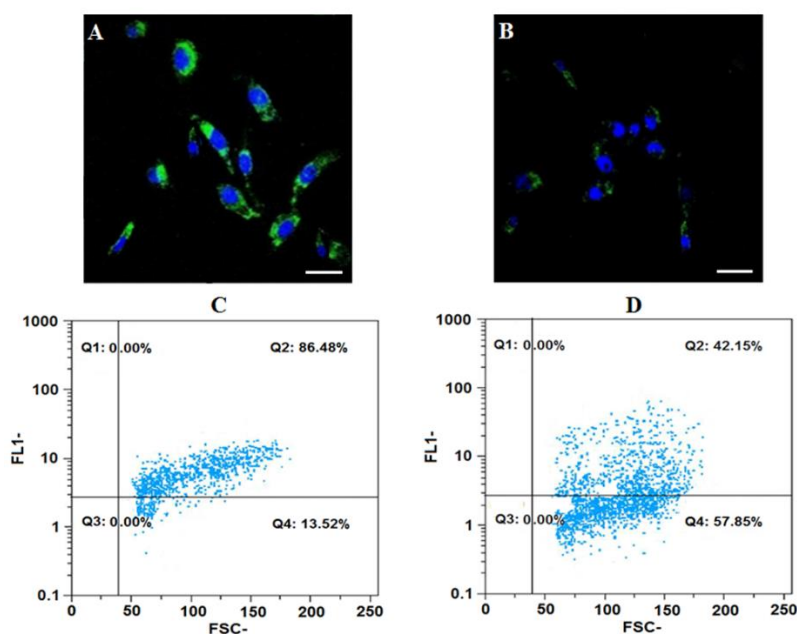 A
B
C
D
1000
Q1: 0.00%
Q2: 86.48%
100
FL1-
10
1
Q3: 0.00%
Q4: 13.52%
0.1
0
50
100
150
200
250
FSC-
1000
Q1: 0.00%
Q2: 42.15%
100
FL1-
10
1
Q3: 0.00%
Q4: 57.85%
0.1
0
50
100
150
200
250
FSC-